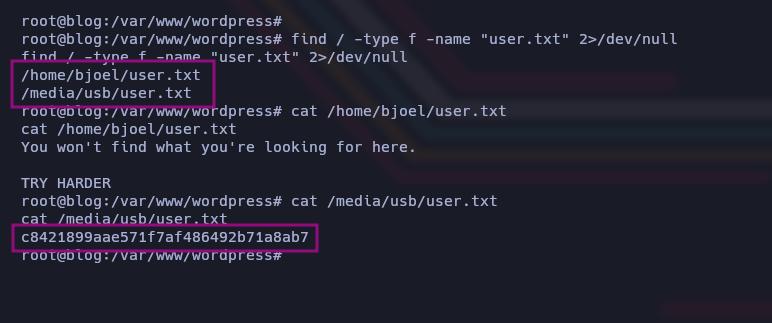 root@blog:/var/www/wordpress#
root@blog:/var/www/wordpress# find / -type f -name "user.txt" 2>/dev/null
find / -type f -name "user.txt" 2>/dev/null
/home/bjoel/user.txt
/media/usb/user.txt
root@blog:/var/www/wordpress# cat /home/bjoel/user.txt
cat /home/bjoel/user.txt
You won't find what you're looking for here.

TRY HARDER
root@blog:/var/www/wordpress# cat /media/usb/user.txt
cat /media/usb/user.txt
c8421899aae571f7af486492b71a8ab7
root@blog:/var/www/wordpress#